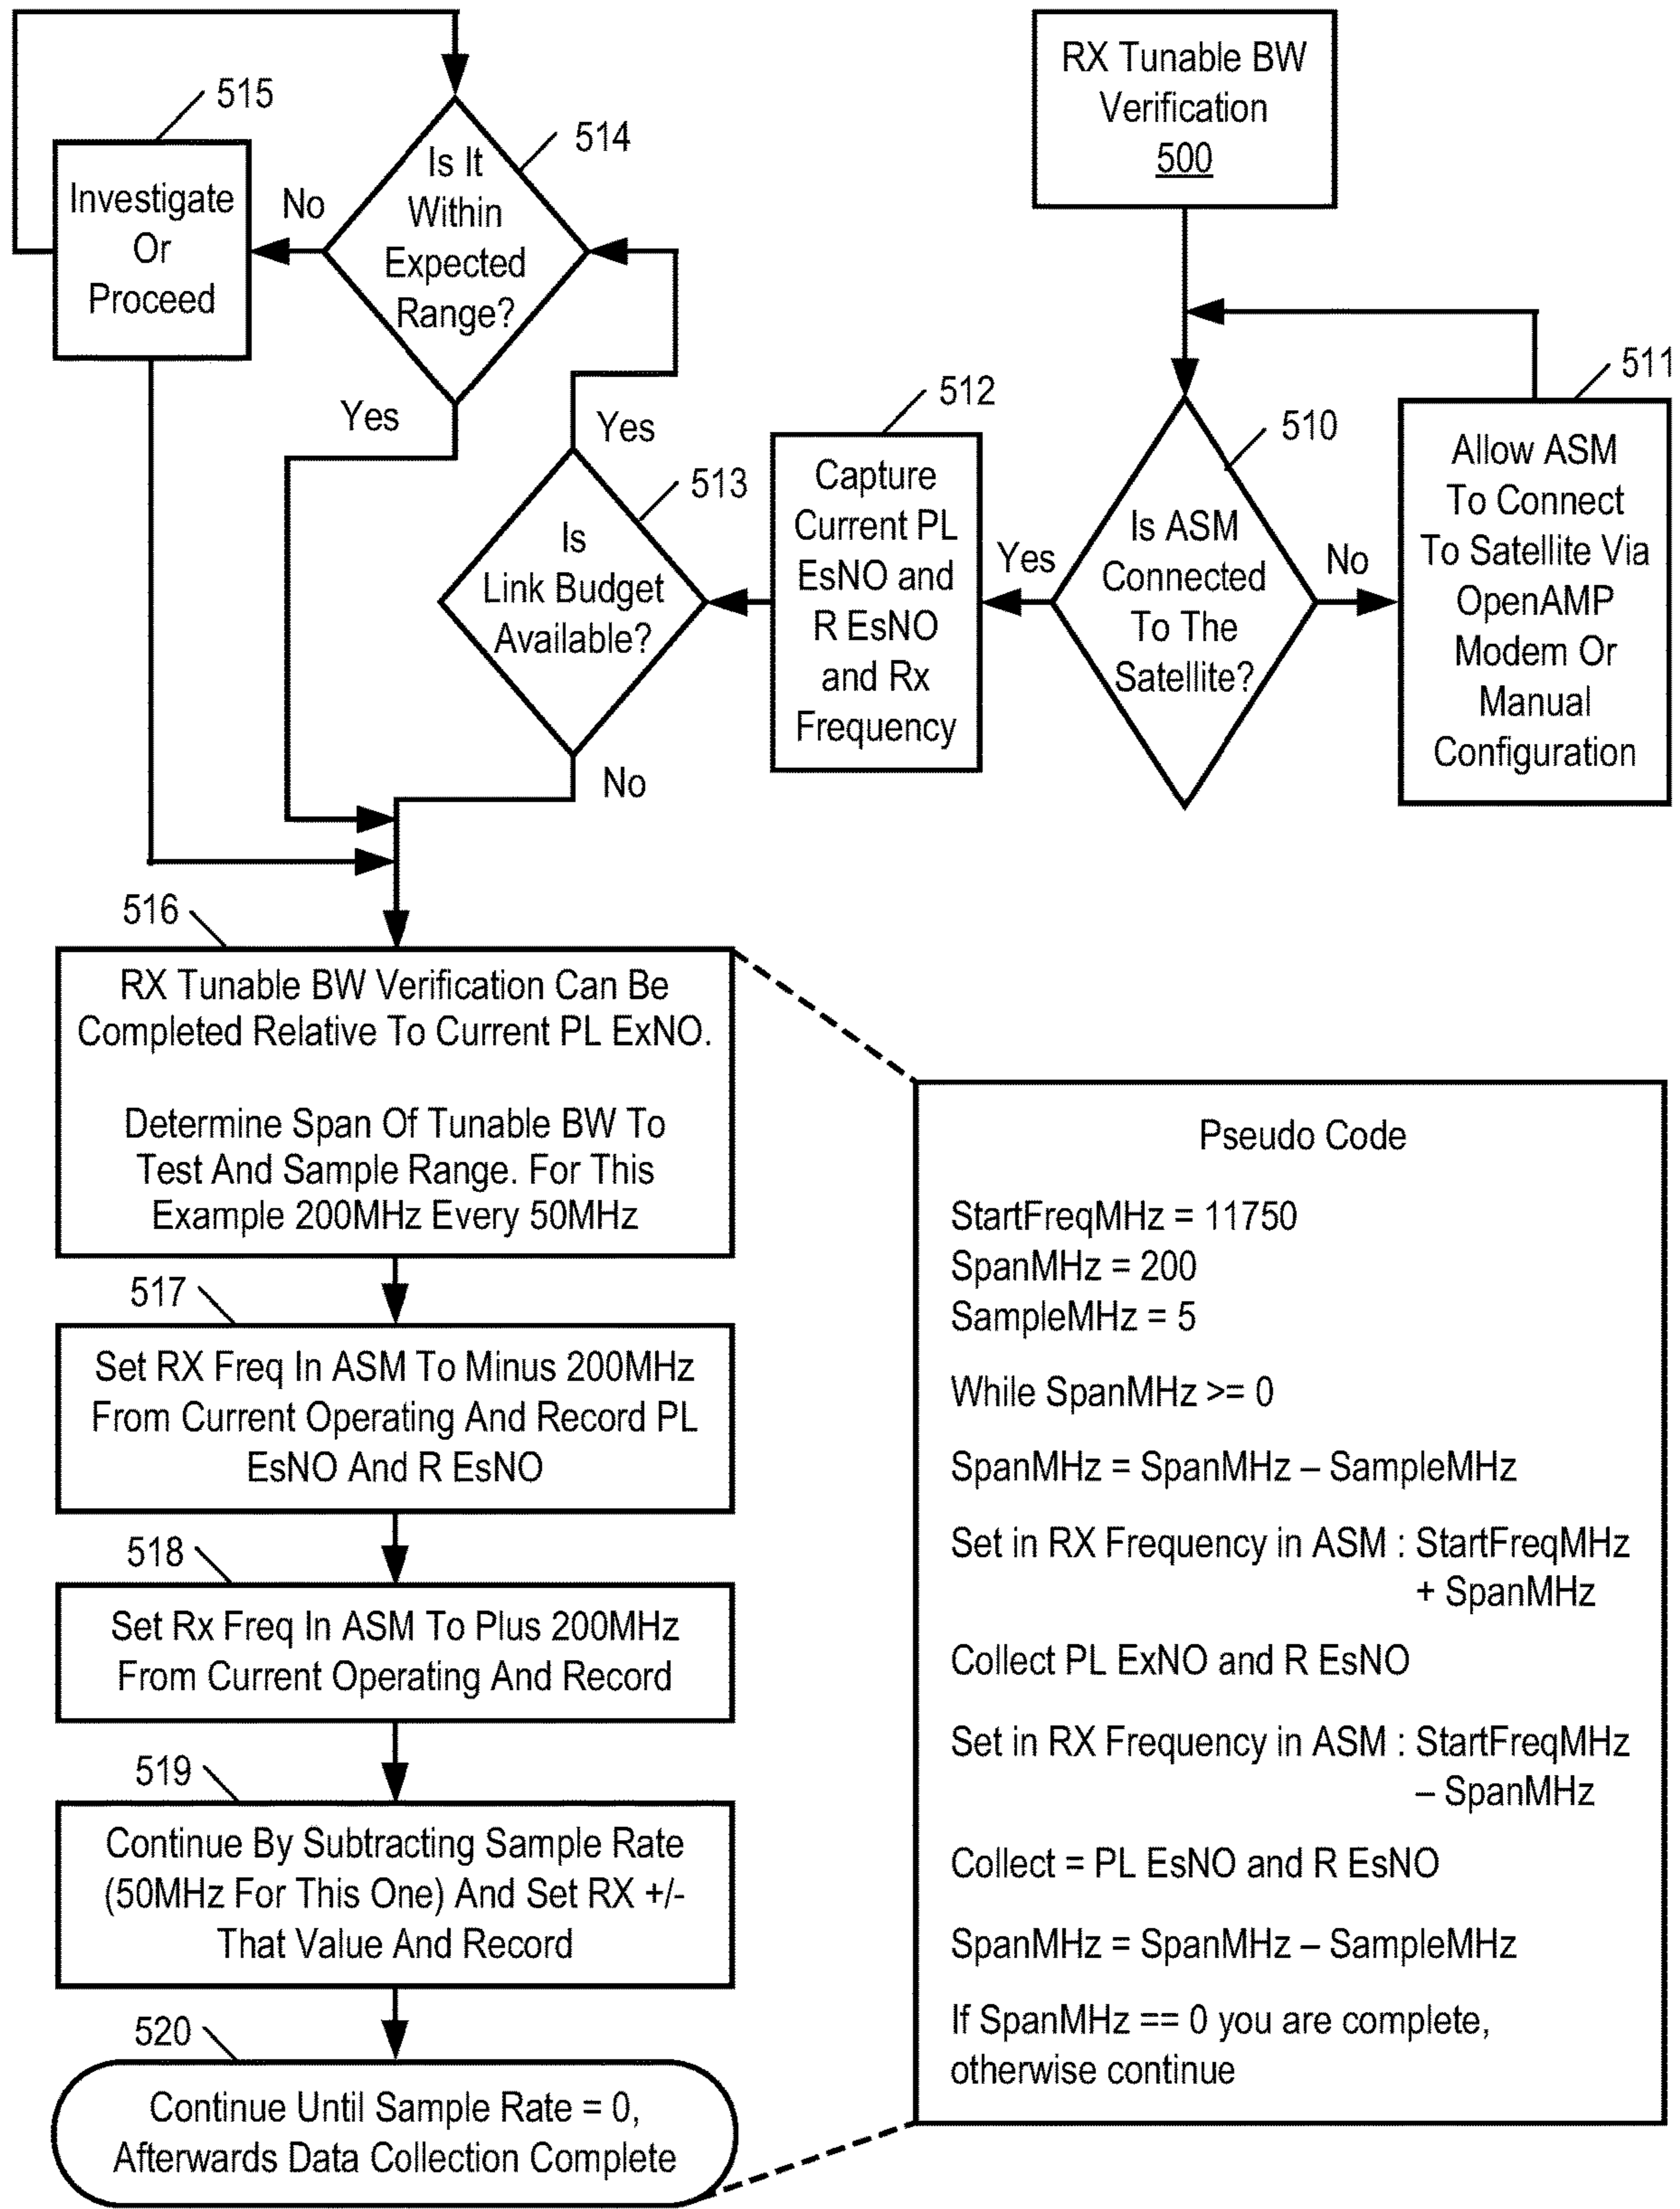 RX Tunable BW
Verification
500
510
Is ASM
Connected
To The
Satellite?
No
511
Allow ASM
To Connect
To Satellite Via
OpenAMP
Modem Or
Manual
Configuration
Yes
512
Capture
Current PL
EsNO and
R EsNO
and Rx
Frequency
513
Is
Link Budget
Available?
Yes
No
514
Is It
Within
Expected
Range?
No
Yes
515
Investigate
Or
Proceed
516
RX Tunable BW Verification Can Be
Completed Relative To Current PL ExNO.
Determine Span Of Tunable BW To
Test And Sample Range. For This
Example 200MHz Every 50MHz
517
Set RX Freq In ASM To Minus 200MHz
From Current Operating And Record PL
EsNO And R EsNO
518
Set Rx Freq In ASM To Plus 200MHz
From Current Operating And Record
519
Continue By Subtracting Sample Rate
(50MHz For This One) And Set RX +/-
That Value And Record
520
Continue Until Sample Rate = 0,
Afterwards Data Collection Complete
Pseudo Code
StartFreqMHz = 11750
SpanMHz = 200
SampleMHz = 5
While SpanMHz >= 0
SpanMHz = SpanMHz – SampleMHz
Set in RX Frequency in ASM : StartFreqMHz
+ SpanMHz
Collect PL ExNO and R EsNO
Set in RX Frequency in ASM : StartFreqMHz
– SpanMHz
Collect = PL EsNO and R EsNO
SpanMHz = SpanMHz – SampleMHz
If SpanMHz == 0 you are complete,
otherwise continue